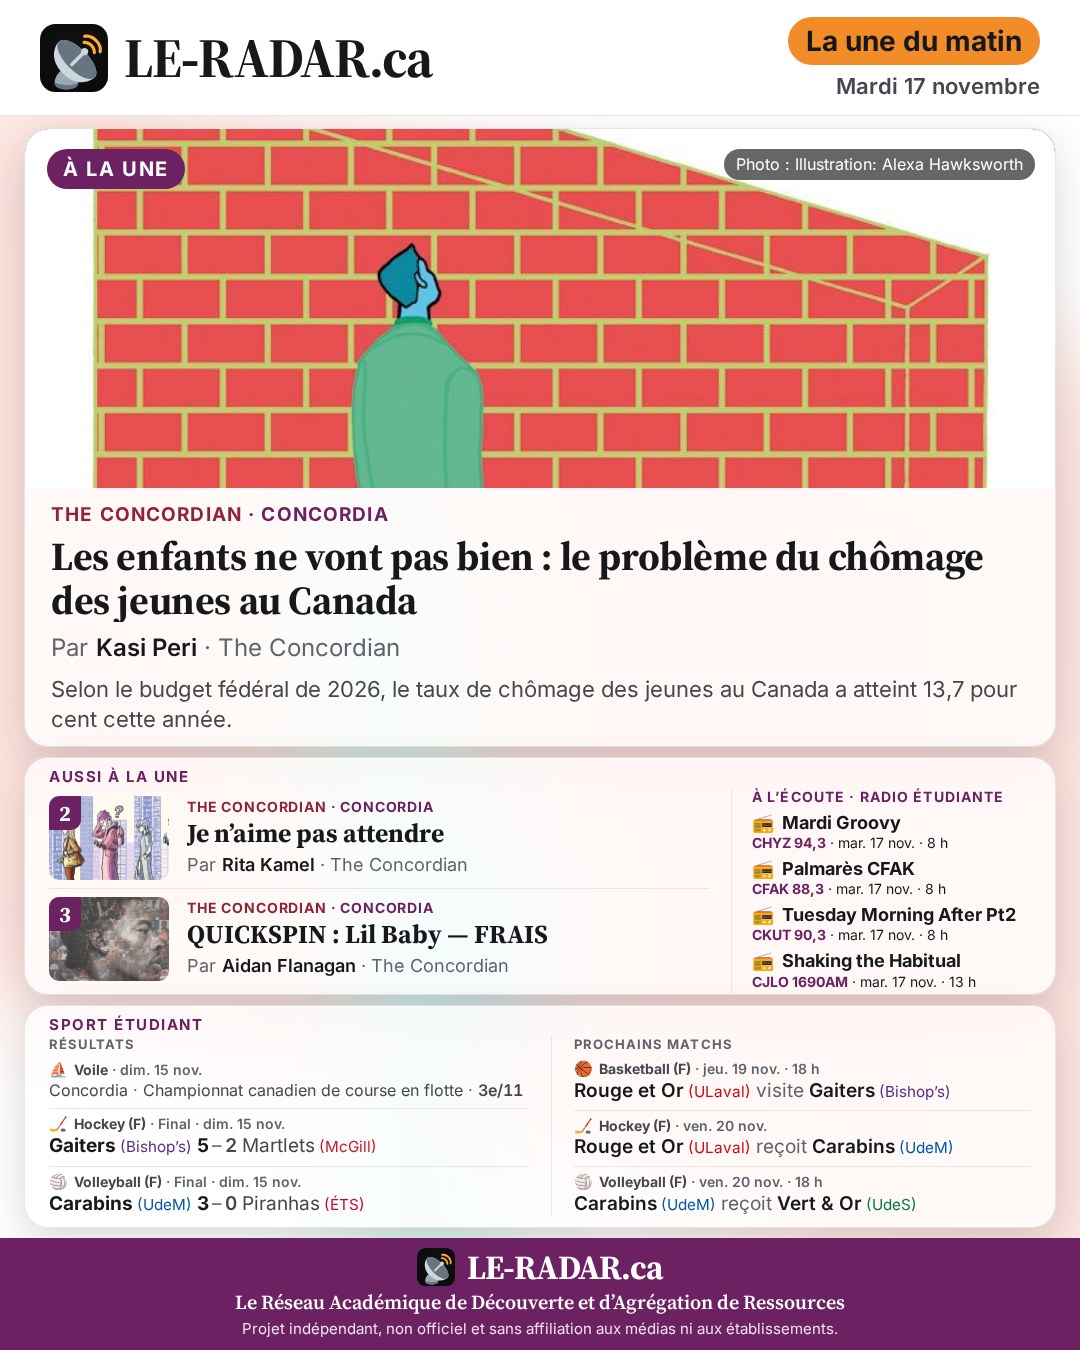 LE-RADAR.ca
La une du matin
Mardi 17 novembre
À LA UNE
Photo : Illustration: Alexa Hawksworth
THE CONCORDIAN · CONCORDIA
Les enfants ne vont pas bien : le problème du chômage
des jeunes au Canada
Par Kasi Peri · The Concordian
Selon le budget fédéral de 2026, le taux de chômage des jeunes au Canada a atteint 13,7 pour
cent cette année.
AUSSI À LA UNE
2
THE CONCORDIAN · CONCORDIA
Je n’aime pas attendre
Par Rita Kamel · The Concordian
3
THE CONCORDIAN · CONCORDIA
QUICKSPIN : Lil Baby — FRAIS
Par Aidan Flanagan · The Concordian
À L’ÉCOUTE · RADIO ÉTUDIANTE
📻 Mardi Groovy
CHYZ 94,3 · mar. 17 nov. · 8 h
📻 Palmarès CFAK
CFAK 88,3 · mar. 17 nov. · 8 h
📻 Tuesday Morning After Pt2
CKUT 90,3 · mar. 17 nov. · 8 h
📻 Shaking the Habitual
CJLO 1690AM · mar. 17 nov. · 13 h
SPORT ÉTUDIANT
RÉSULTATS
⛵ Voile · dim. 15 nov.
Concordia · Championnat canadien de course en flotte · 3e/11
🏒 Hockey (F) · Final · dim. 15 nov.
Gaiters (Bishop’s) 5 – 2 Martlets (McGill)
🏐 Volleyball (F) · Final · dim. 15 nov.
Carabins (UdeM) 3 – 0 Piranhas (ÉTS)
PROCHAINS MATCHS
🏀 Basketball (F) · jeu. 19 nov. · 18 h
Rouge et Or (ULaval) visite Gaiters (Bishop’s)
🏒 Hockey (F) · ven. 20 nov.
Rouge et Or (ULaval) reçoit Carabins (UdeM)
🏐 Volleyball (F) · ven. 20 nov. · 18 h
Carabins (UdeM) reçoit Vert & Or (UdeS)
LE-RADAR.ca
Le Réseau Académique de Découverte et d’Agrégation de Ressources
Projet indépendant, non officiel et sans affiliation aux médias ni aux établissements.